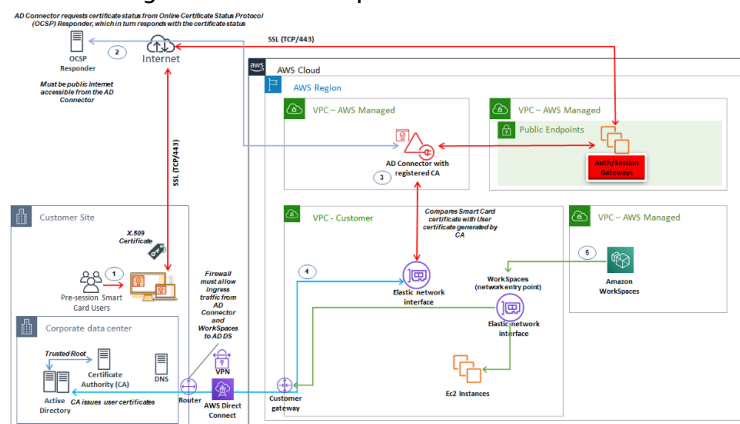 AD Connector requests certificate status from Online Certificate Status Protocol
(OCSP) Responder, which in turn responds with the certificate status
OCSP
Responder
2
Internet
SSL (TCP/443)
Must be public Internet
accessible from the AD
Connector
SSL (TCP/443)
aws
AWS Cloud
AWS Region
VPC – AWS Managed
AD Connector with
registered CA
3
VPC – AWS Managed
Public Endpoints
Auth/Session
Gateways
Customer Site
X.509
Certificate
1
Pre-session Smart
Card Users
Firewall
must allow
ingress
traffic from
AD
Connector
and
WorkSpaces
to AD DS
VPC - Customer
Compares Smart Card
certificate with User
certificate generated by
CA
4
Elastic network
interface
WorkSpaces
(network entry point)
Elastic network
interface
Ec2 Instances
VPC – AWS Managed
5
Amazon
WorkSpaces
Corporate data center
Trusted Root
Certificate
Authority (CA)
DNS
Active
Directory
CA issues user certificates
Router
VPN
AWS Direct
Connect
Customer
gateway